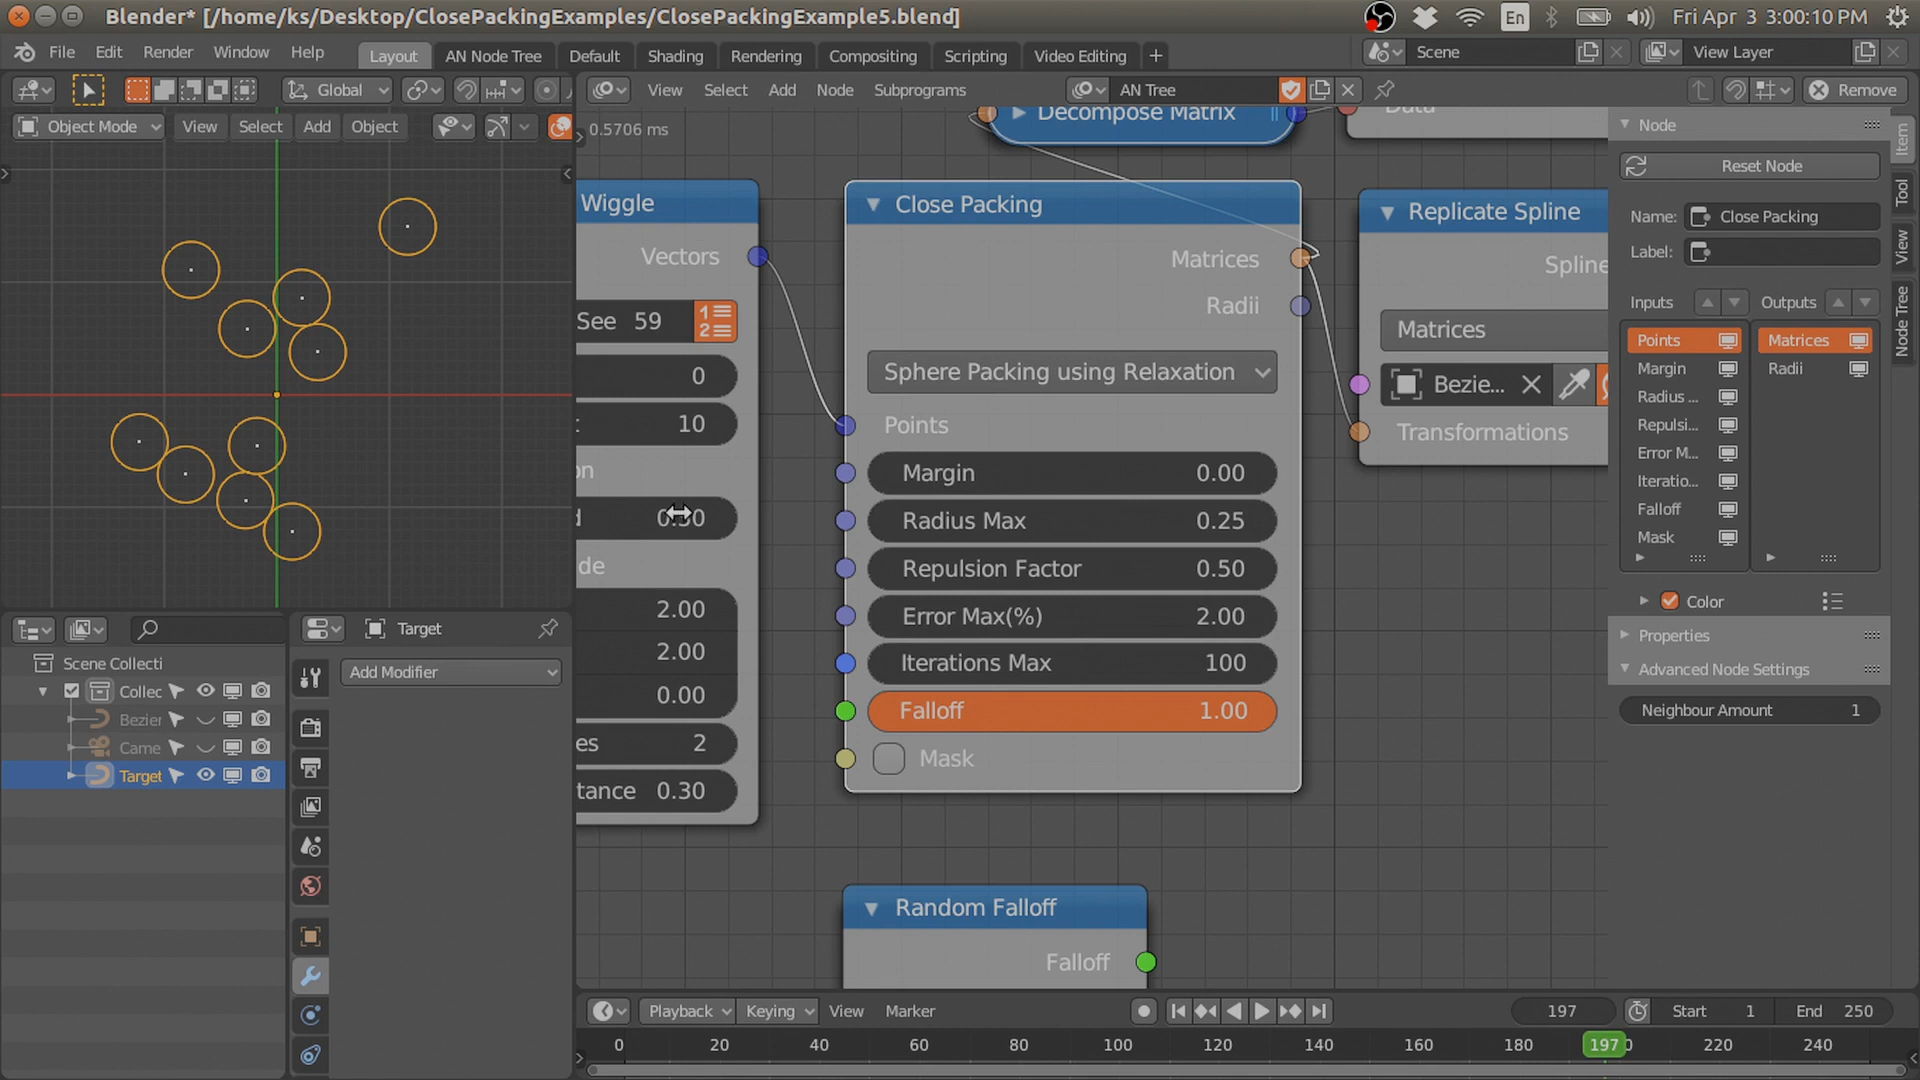 Blender* [/home/ks/Desktop/ClosePackingExamples/ClosePackingExample5.blend]
En
Fri Apr 3 3:00:10 PM
File Edit Render Window Help
Layout AN Node Tree Default Shading Rendering Compositing Scripting Video Editing +
Scene
View Layer
Global
View Select Add Node Subprograms
AN Tree
Remove
Object Mode View Select Add Object
0.5706 ms
Decompose Matrix
Data
Node
Item
Reset Node
Tool
Wiggle
Close Packing
Replicate Spline
Name: Close Packing
Label:
View
Vectors
Matrices
Spline
Radii
Inputs Outputs
Node Tree
See 59
1
2
Matrices
Points Matrices
Margin Radii
Radius ...
Repulsi...
Error M...
Iteratio...
Falloff
Mask
0
Sphere Packing using Relaxation
Bezie...
10
Points
Transformations
on
Margin 0.00
d
Radius Max 0.25
de
Repulsion Factor 0.50
2.00
Error Max(%) 2.00
2.00
Iterations Max 100
0.00
Falloff 1.00
es 2
Mask
tance 0.30
Color
Properties
Advanced Node Settings
Neighbour Amount 1
Random Falloff
Falloff
Target
Scene Collecti
Add Modifier
Collec
Bezier
Came
Target
Playback Keying View Marker
197
Start 1
End 250
0 20 40 60 80 100 120 140 160 180 197 220 240